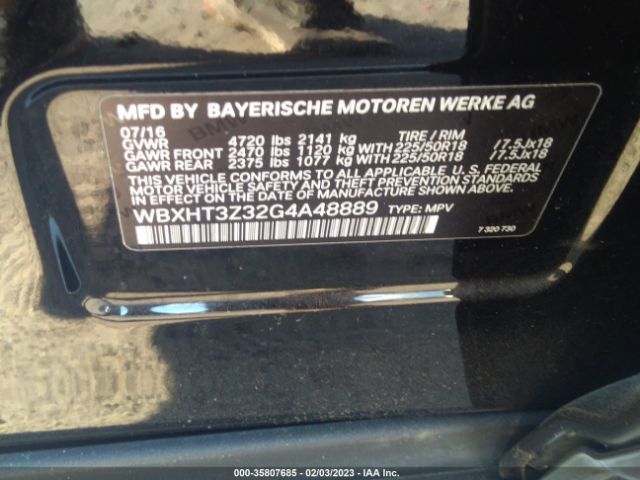 MFD BY BAYERISCHE MOTOREN WERKE AG
07/16
GVWR 4720 lbs 2141 kg TIRE / RIM
GAWR FRONT 2470 lbs 1120 kg WITH 225/50R18 /7.5Jx18
GAWR REAR 2375 lbs 1077 kg WITH 225/50R18 /7.5Jx18
THIS VEHICLE CONFORMS TO ALL APPLICABLE U. S. FEDERAL
MOTOR VEHICLE SAFETY, BUMPER, AND THEFT PREVENTION STANDARDS
IN EFFECT ON THE DATE OF MANUFACTURE SHOWN ABOVE.
WBXHT3Z32G4A48889 TYPE: MPV
7 320 730
000-35807685 - 02/03/2023 - IAA Inc.